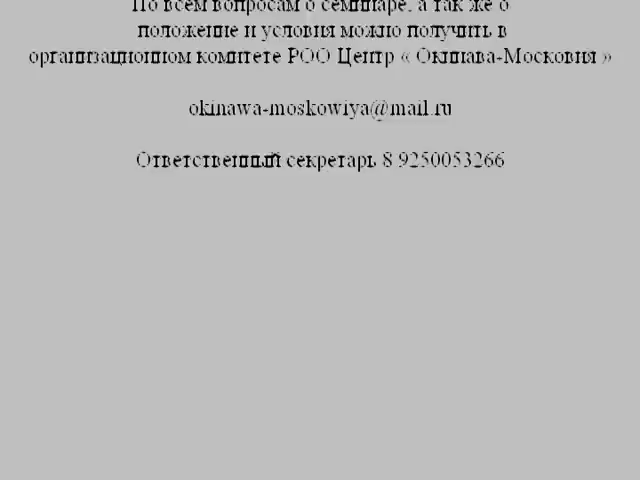 По всем вопросам о семинаре, а так же о
положение и условия можно получить в
организационном комитете РОО Центр « Окинава-Московия »
okinawa-moskowiya@mail.ru
Ответственный секретарь 8 9250053266